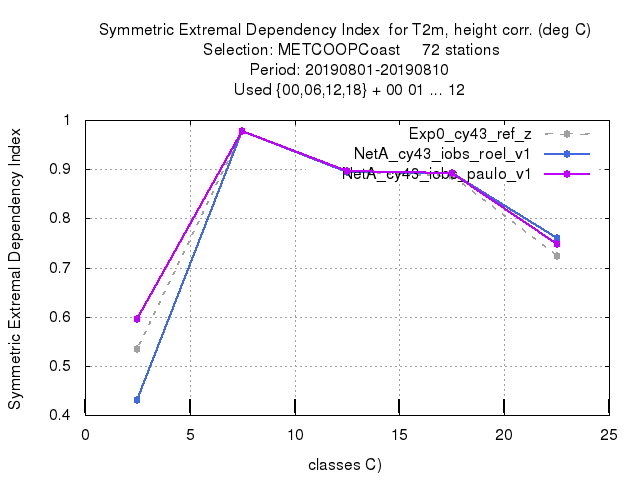 Symmetric Extremal Dependency Index  for T2m, height corr. (deg C)
Selection: METCOOPCoast     72 stations
Period: 20190801-20190810
Used {00,06,12,18} + 00 01 ... 12
Symmetric Extremal Dependency Index
1
0.9
0.8
0.7
0.6
0.5
0.4
Exp0_cy43_ref_z
NetA_cy43_iobs_roel_v1
NetA_cy43_iobs_paulo_v1
0 5 10 15 20 25
classes C)